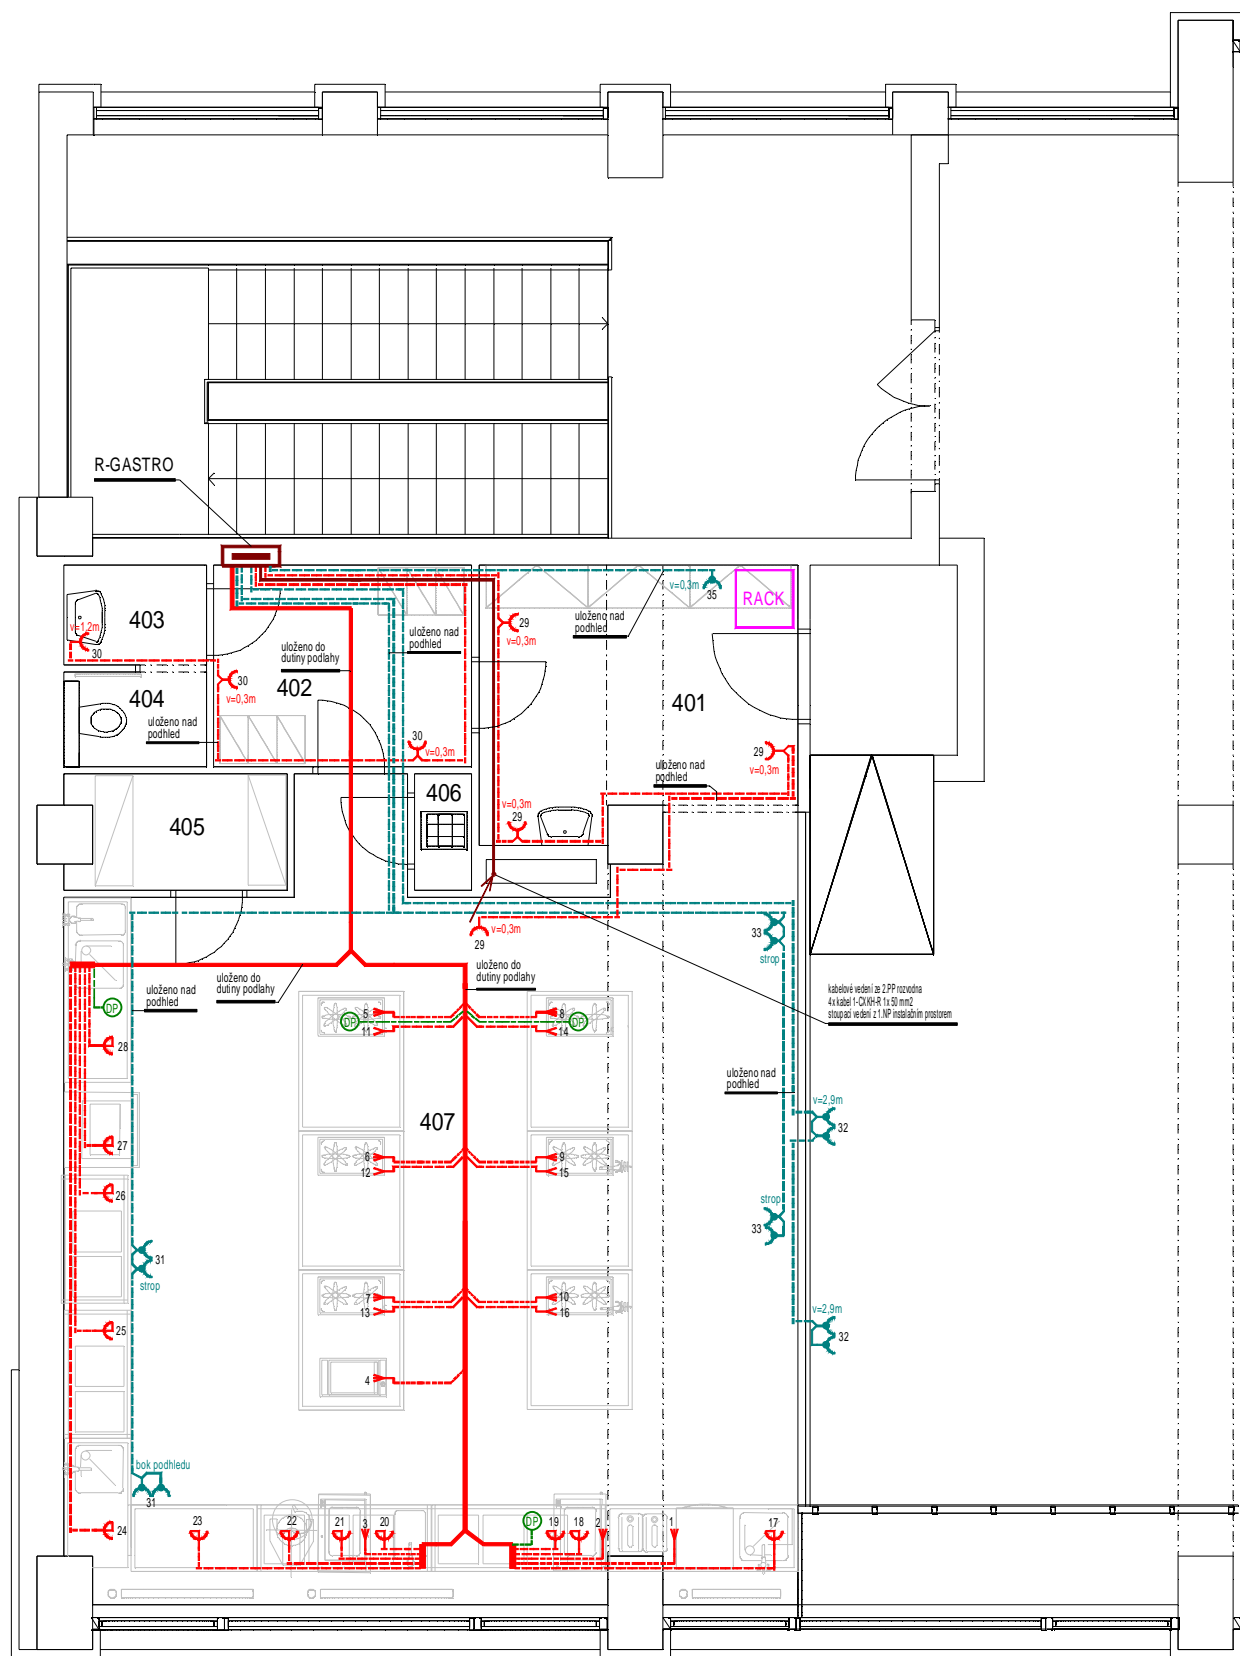 R-GASTRO
403
v=1,2m
30
404
uloženo nad
podhled
30
v=0,3m
402
uloženo do
dutiny podlahy
uloženo nad
podhled
30
v=0,3m
29
v=0,3m
uloženo nad
podhled
v=0,3m
35
RACK
401
29
v=0,3m
uloženo nad
podhled
v=0,3m
29
405
406
29
v=0,3m
33
strop
kabelové vedení ze 2.PP rozvodna
4x kabel 1-CXKH-R 1x50 mm2
stoupací vedení z 1.NP instalačním prostorem
uloženo do
dutiny podlahy
uloženo do
dutiny podlahy
uloženo nad
podhled
DP
28
DP
5
11
8
14
DP
uloženo nad
podhled
v=2,9m
32
407
27
26
6
12
9
15
strop
33
31
strop
7
13
10
16
v=2,9m
32
25
4
bok podhledu
31
24
23
22
21
3
20
DP
19
18
2
1
17